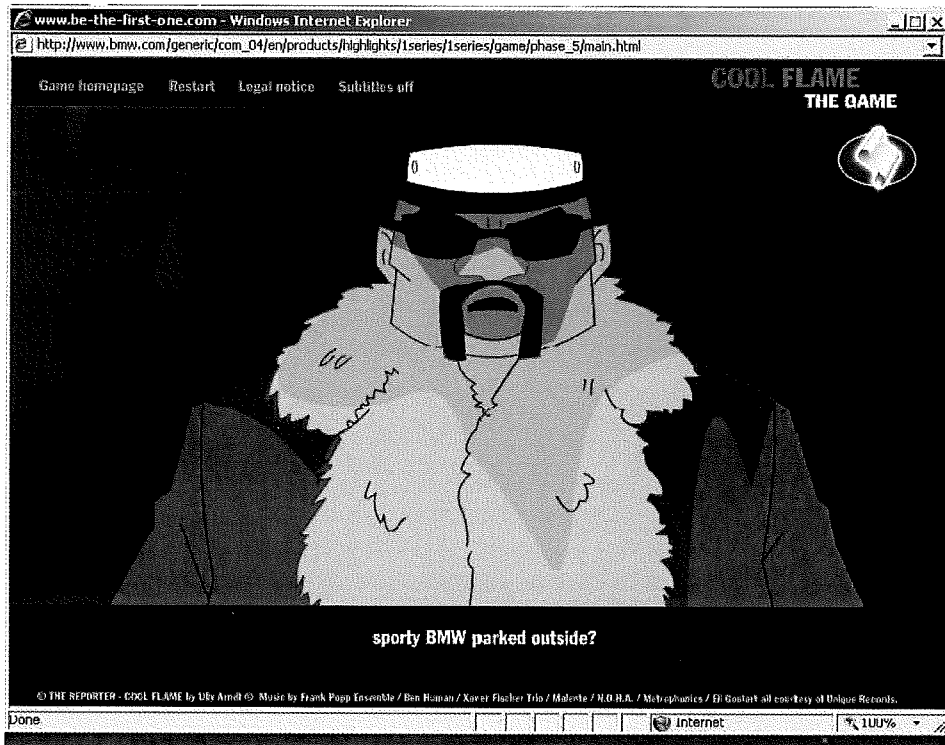 www.be-the-first-one.com - Windows Internet Explorer
http://www.bmw.com/generic/com_04/en/products/highlights/1series/1series/game/phase_5/main.html
Game homepage Restart Legal notice Subtitles off
COOL FLAME
THE GAME
sporty BMW parked outside?
© THE REPORTER - COOL FLAME by Ully Arndt © Music by Frank Popp Ensemble / Ben Human / Xaver Fischer Trio / Malente / N.O.H.A. / Metrophonics / Eli Goulart all courtesy of Unique Records.
Done Internet 100%